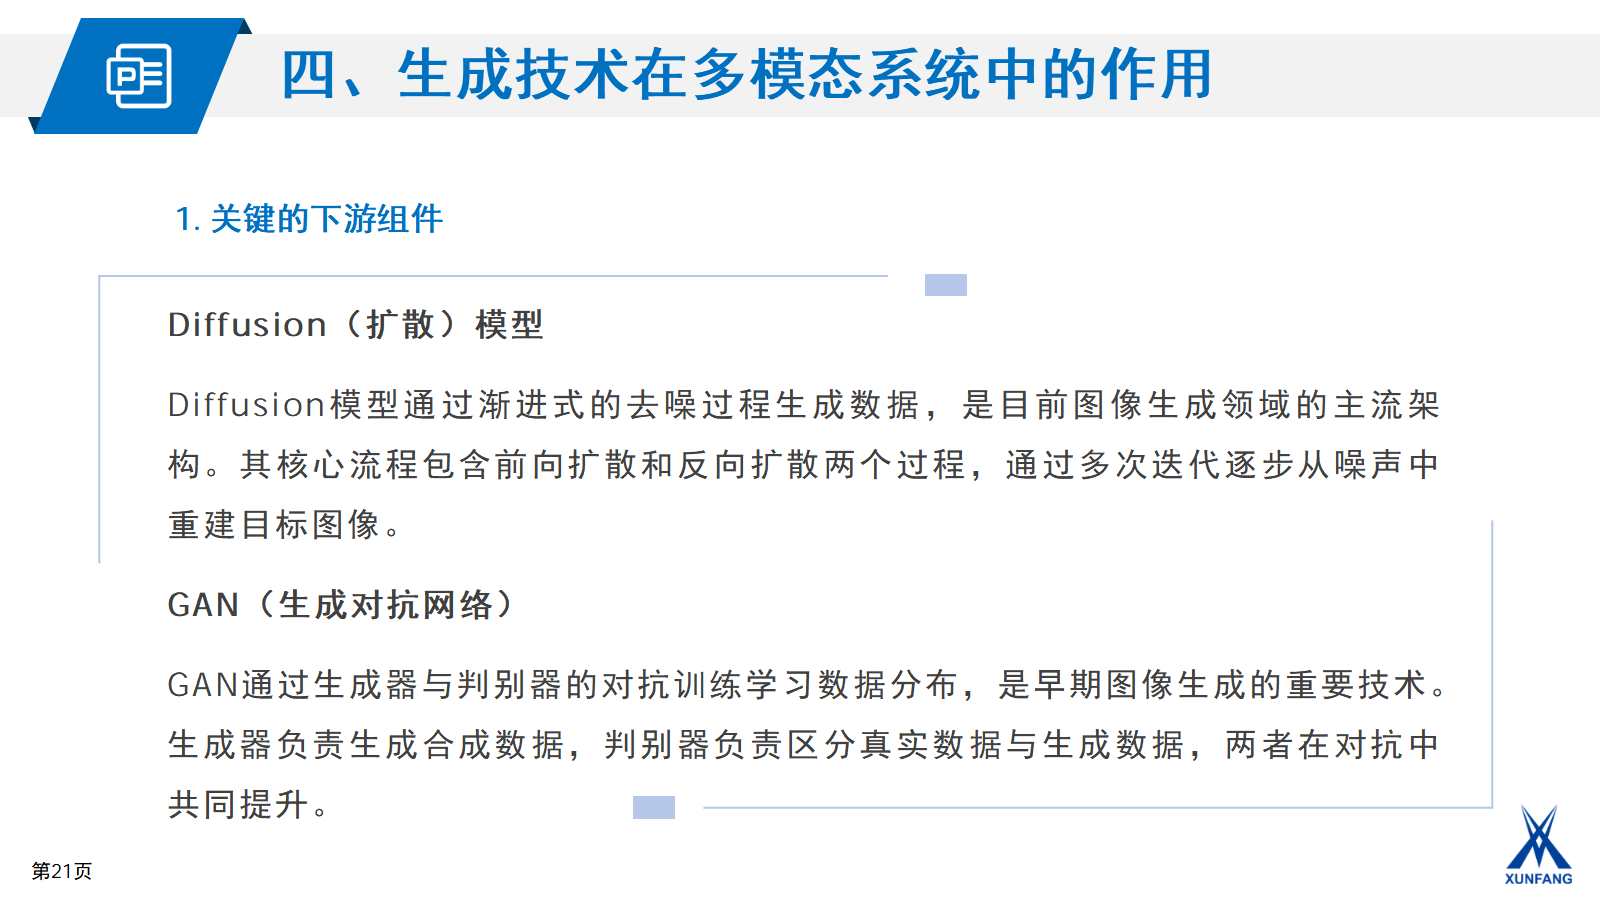 四、生成技术在多模态系统中的作用
1. 关键的下游组件
Diffusion（扩散）模型
Diffusion模型通过渐进式的去噪过程生成数据，是目前图像生成领域的主流架
构。其核心流程包含前向扩散和反向扩散两个过程，通过多次迭代逐步从噪声中
重建目标图像。
GAN（生成对抗网络）
GAN通过生成器与判别器的对抗训练学习数据分布，是早期图像生成的重要技术。
生成器负责生成合成数据，判别器负责区分真实数据与生成数据，两者在对抗中
共同提升。
第21页
XUNFANG